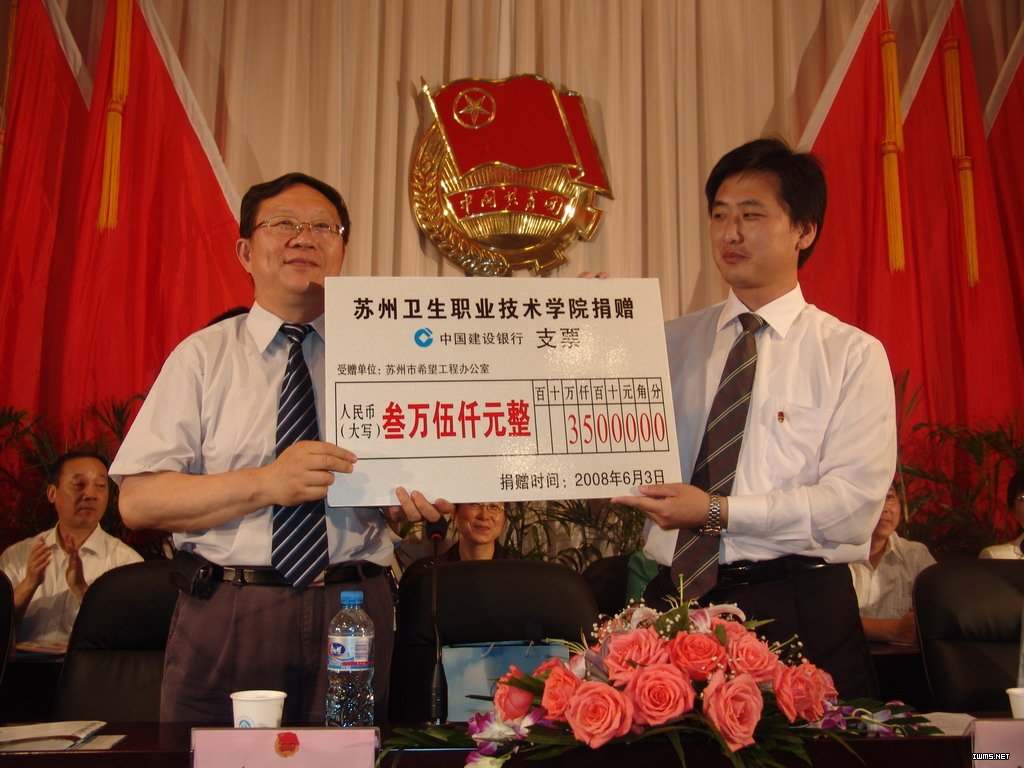 中国共青团
苏州卫生职业技术学院捐赠
中国建设银行 支票
受赠单位：苏州市希望工程办公室
人民币
（大写）
叁万伍仟元整
百十万仟百十元角分
3500000
捐赠时间：2008年6月3日
IWMS.NET